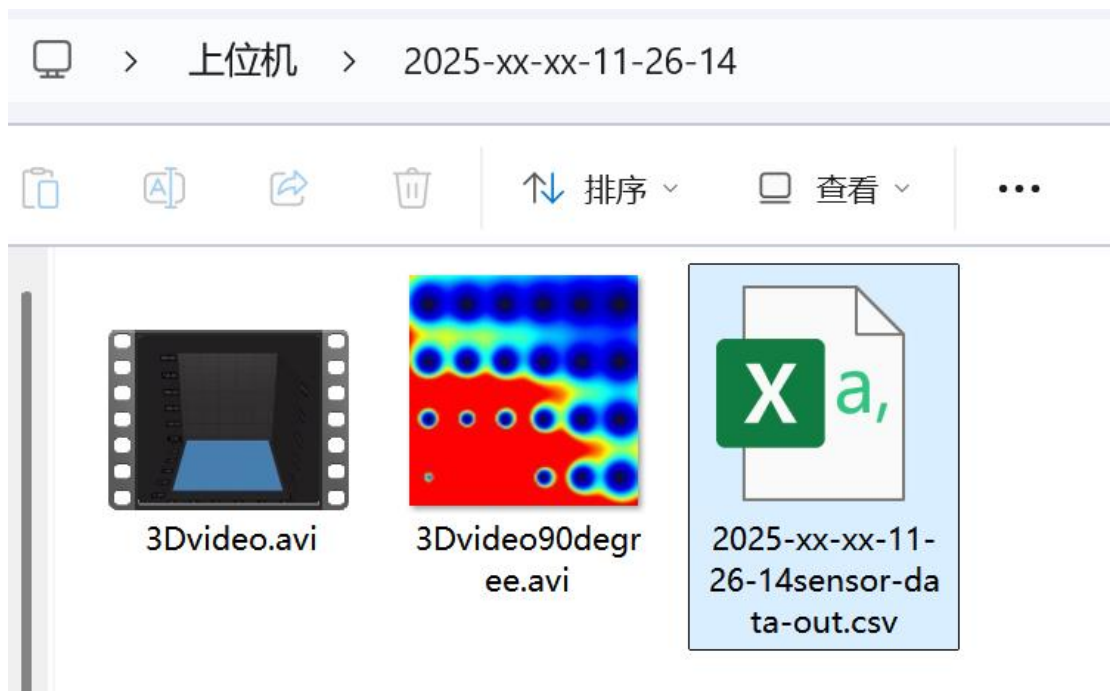 上位机 > 2025-xx-xx-11-26-14
排序 查看
3Dvideo.avi
3Dvideo90degr
ee.avi
2025-xx-xx-11-
26-14sensor-da
ta-out.csv